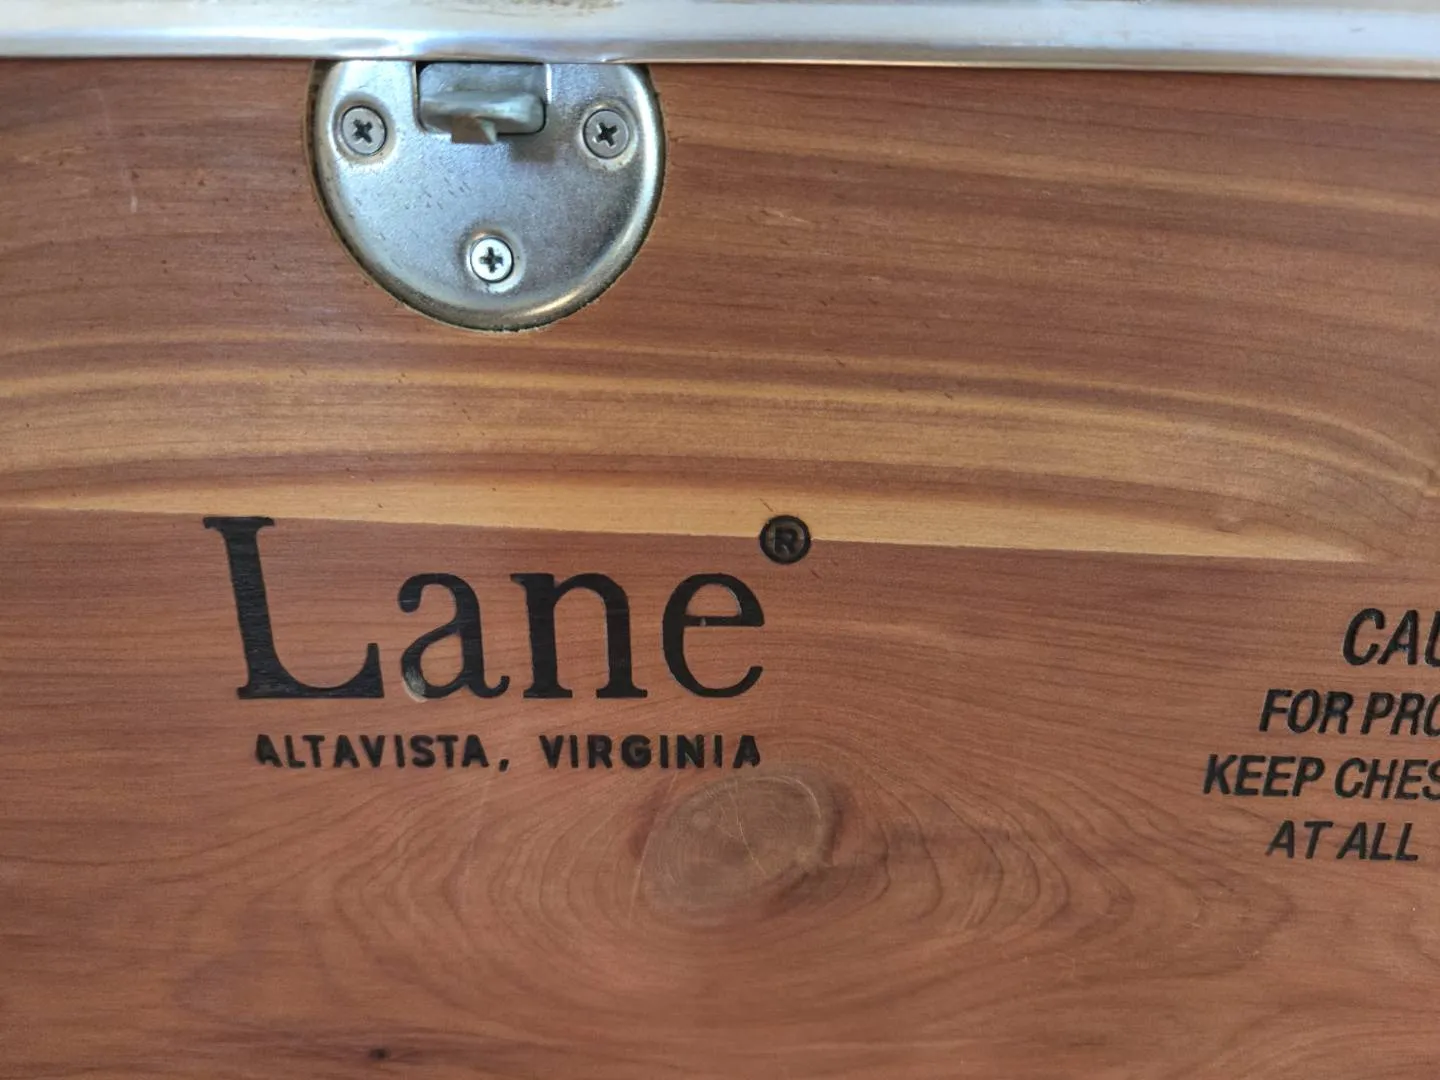 Lane®
ALTAVISTA, VIRGINIA
FOR
KEEP
AT ALL